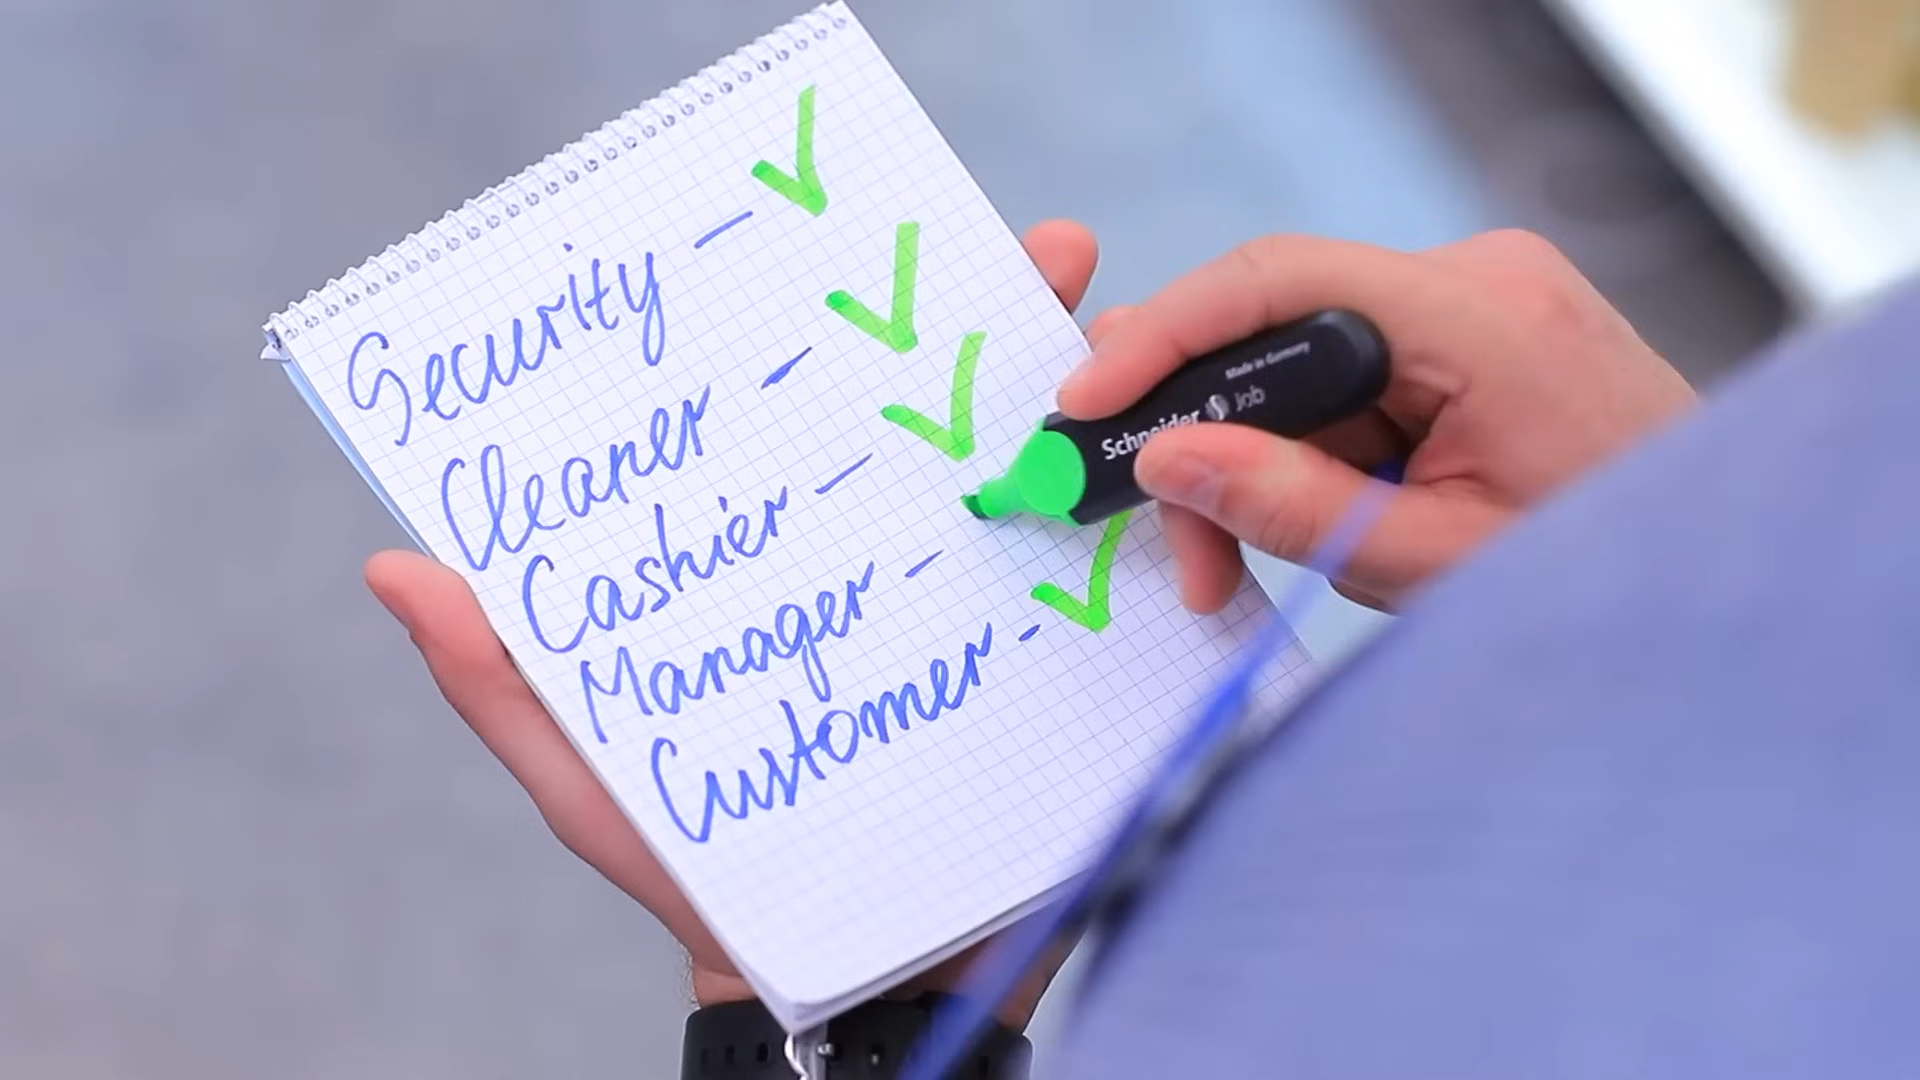 Security – ✓
Cleaner – ✓
Cashier – ✓
Manager –
Customer – ✓
Schneider Job
Made in Germany